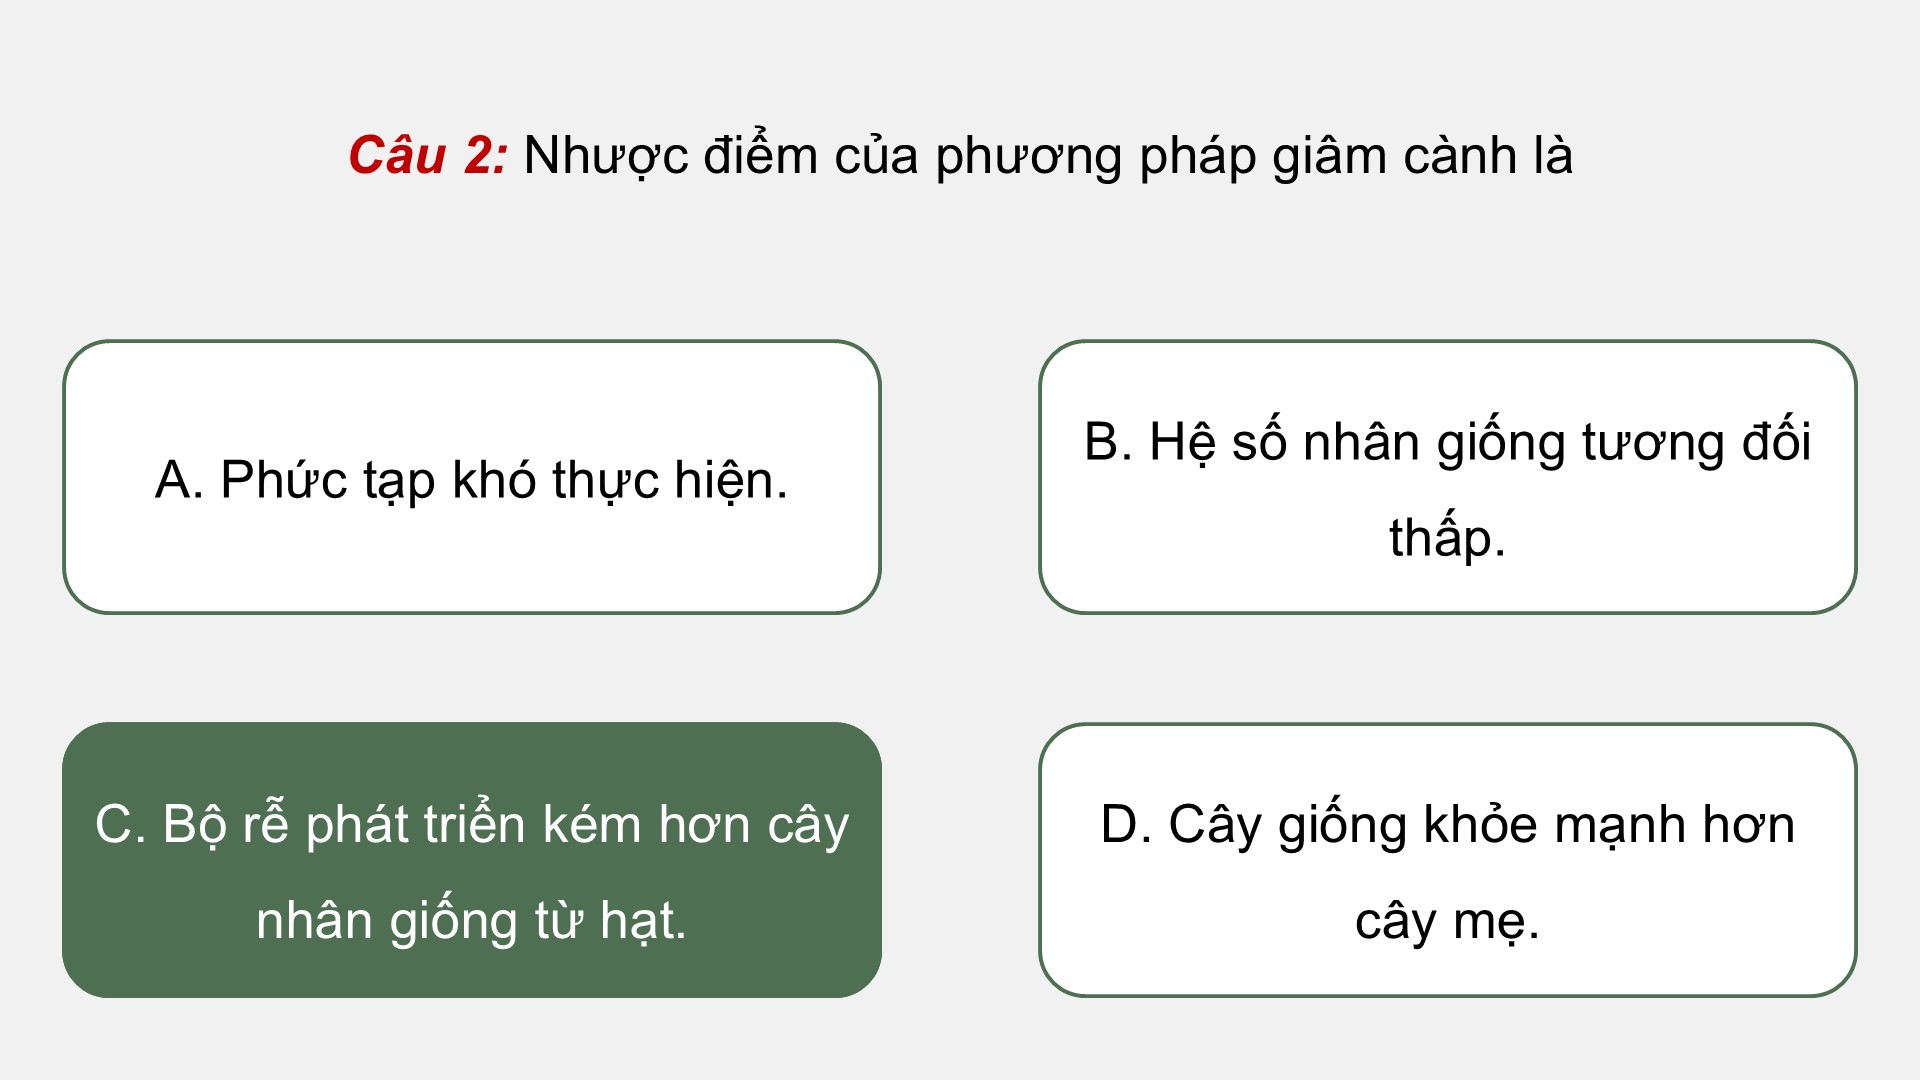 Câu 2: Nhược điểm của phương pháp giâm cành là
A. Phức tạp khó thực hiện.
B. Hệ số nhân giống tương đối
thấp.
C. Bộ rễ phát triển kém hơn cây
nhân giống từ hạt.
D. Cây giống khỏe mạnh hơn
cây mẹ.